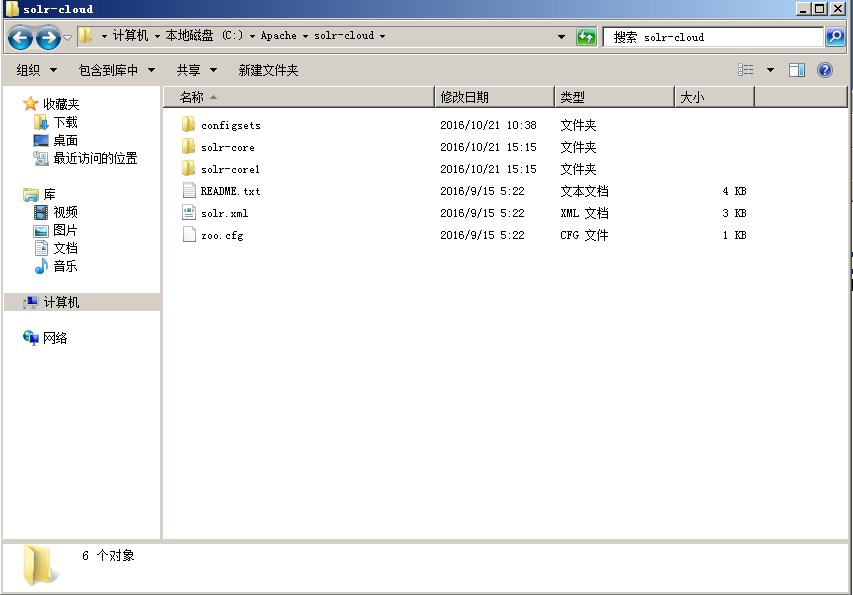 solr-cloud
计算机 本地磁盘 (C:) Apache solr-cloud
搜索 solr-cloud
组织 包含到库中 共享 新建文件夹
收藏夹
下载
桌面
最近访问的位置
库
视频
图片
文档
音乐
计算机
网络
名称 修改日期 类型 大小
configsets 2016/10/21 10:38 文件夹
solr-core 2016/10/21 15:15 文件夹
solr-core1 2016/10/21 15:15 文件夹
README.txt 2016/9/15 5:22 文本文档 4 KB
solr.xml 2016/9/15 5:22 XML 文档 3 KB
zoo.cfg 2016/9/15 5:22 CFG 文件 1 KB
6 个对象